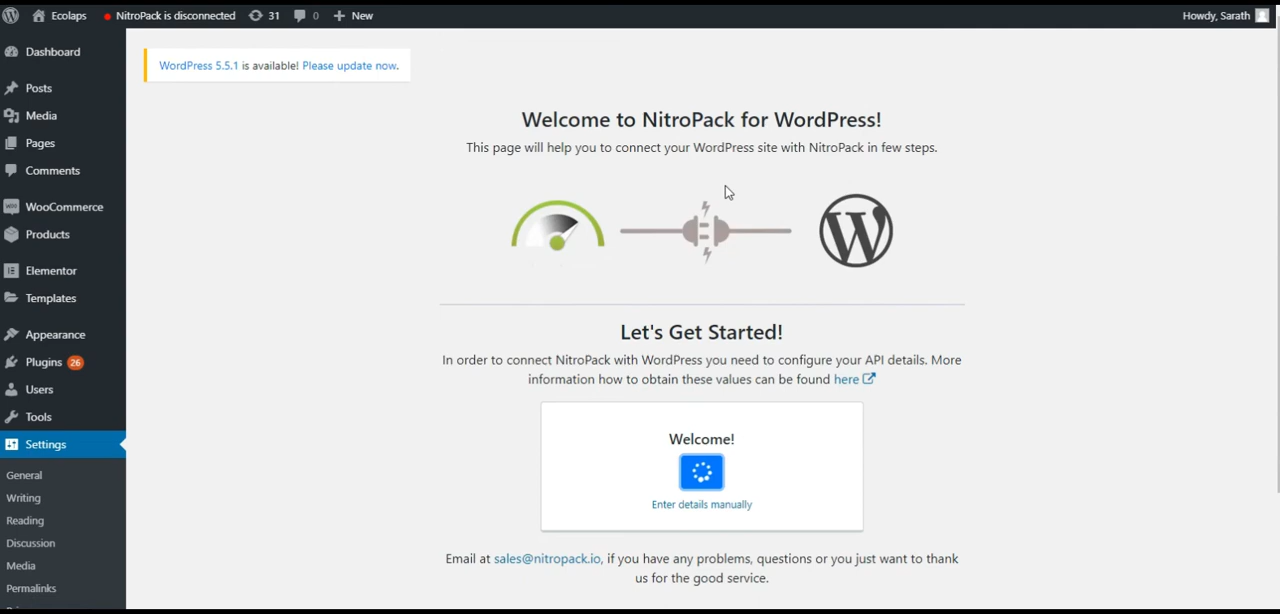 Ecolaps
NitroPack is disconnected
31
0
New
Howdy, Sarath
Dashboard
Posts
Media
Pages
Comments
WooCommerce
Products
Elementor
Templates
Appearance
Plugins 26
Users
Tools
Settings
General
Writing
Reading
Discussion
Media
Permalinks
WordPress 5.5.1 is available! Please update now.
Welcome to NitroPack for WordPress!
This page will help you to connect your WordPress site with NitroPack in few steps.
Let's Get Started!
In order to connect NitroPack with WordPress you need to configure your API details. More
information how to obtain these values can be found here
Welcome!
Enter details manually
Email at sales@nitropack.io, if you have any problems, questions or you just want to thank
us for the good service.